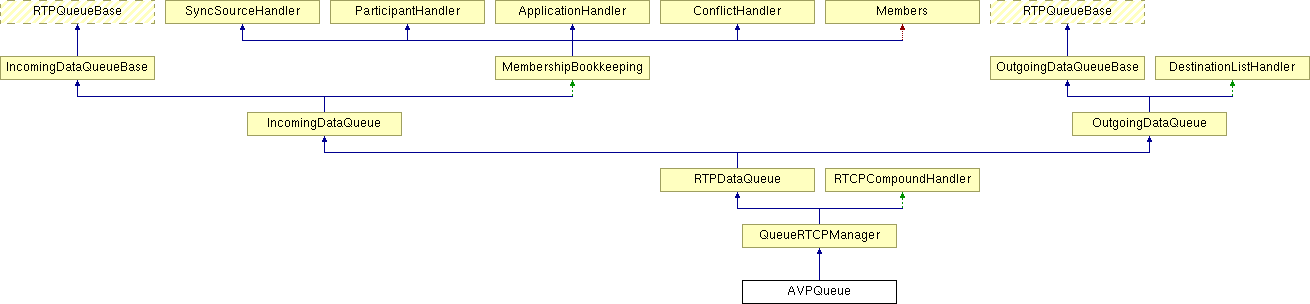 RTPQueueBase
SyncSourceHandler
ParticipantHandler
ApplicationHandler
ConflictHandler
Members
RTPQueueBase
IncomingDataQueueBase
MembershipBookkeeping
OutgoingDataQueueBase
DestinationListHandler
IncomingDataQueue
OutgoingDataQueue
RTPDataQueue
RTCPCompoundHandler
QueueRTCPManager
AVPQueue